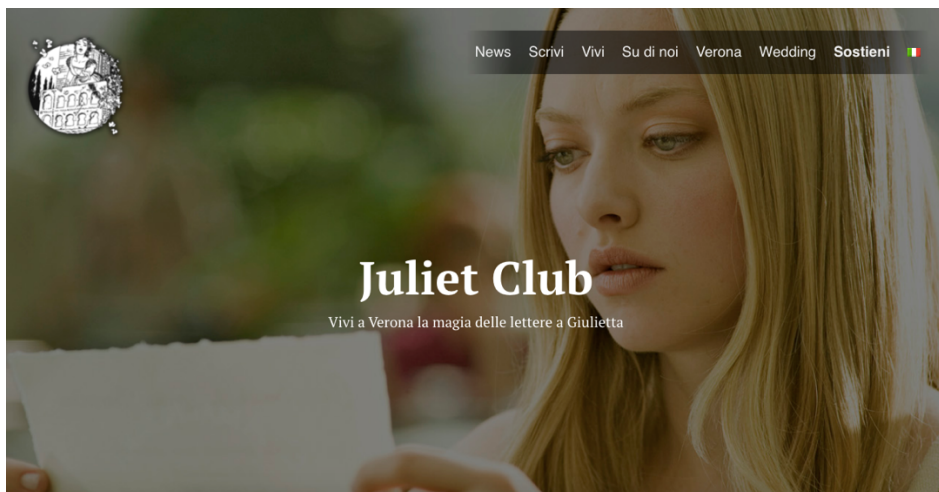 News Scrivi Vivi Su di noi Verona Wedding Sostieni
Juliet Club
Vivi a Verona la magia delle lettere a Giulietta